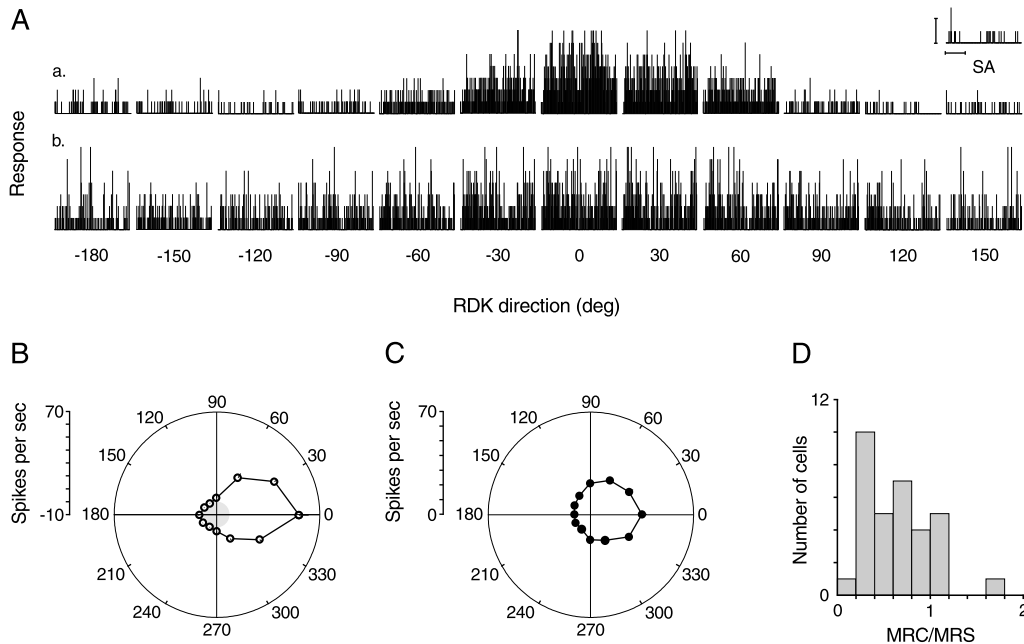 A
a.
SA
b.
Response
-180 -150 -120 -90 -60 -30 0 30 60 90 120 150
RDK direction (deg)
B
Spikes per sec
70
-10
90
60
30
0
330
300
270
240
210
180
150
120
C
Spikes per sec
70
0
90
60
30
0
330
300
270
240
210
180
150
120
D
Number of cells
12
0
0 1 2
MRC/MRS